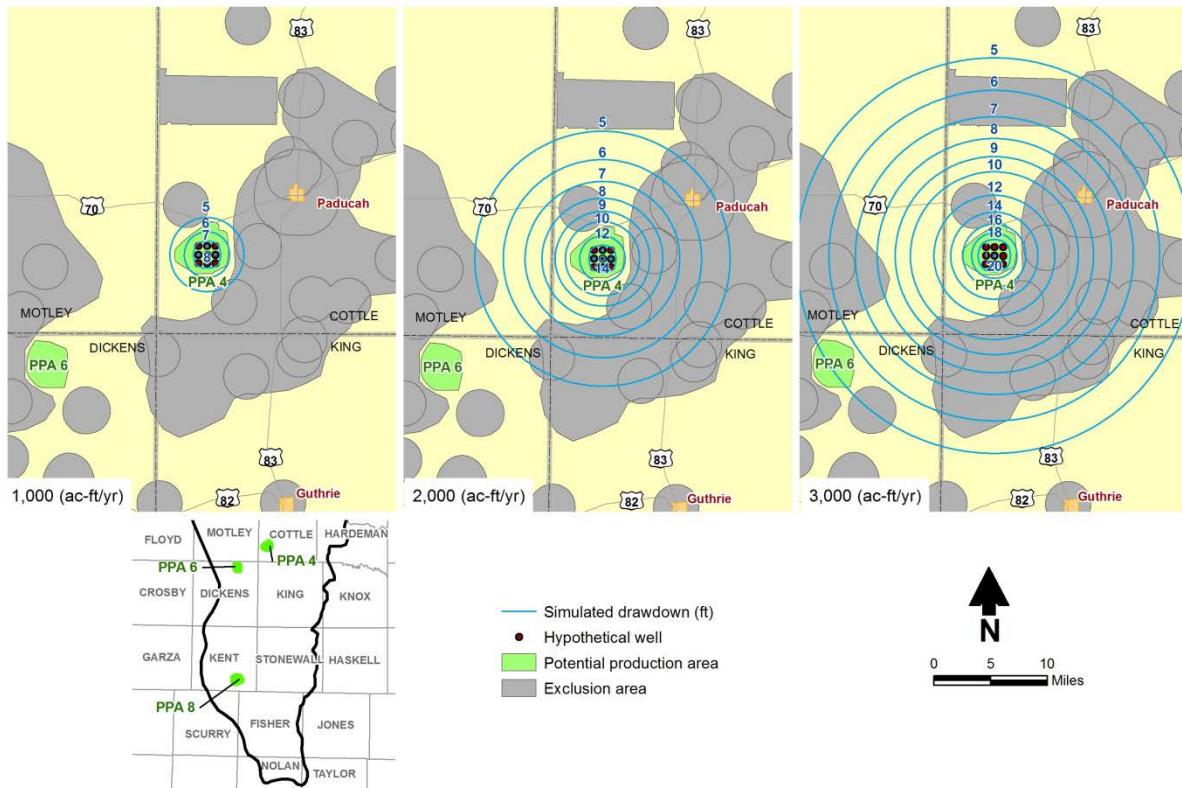 83
5
6
7
8
70
Paducah
PPA 4
MOTLEY
COTTLE
DICKENS
KING
PPA 6
83
82
Guthrie
1,000 (ac-ft/yr)
83
5
6
7
8
9
10
12
14
70
Paducah
PPA 4
MOTLEY
COTTLE
DICKENS
KING
PPA 6
83
82
Guthrie
2,000 (ac-ft/yr)
83
5
6
7
8
9
10
12
14
16
18
20
70
Paducah
PPA 4
MOTLEY
COTTLE
DICKENS
KING
PPA 6
83
82
Guthrie
3,000 (ac-ft/yr)
FLOYD
MOTLEY
COTTLE
HARDEMAN
PPA 4
PPA 6
CROSBY
DICKENS
KING
KNOX
GARZA
KENT
STONEWALL
HASKELL
PPA 8
SCURRY
FISHER
JONES
NOLAN
TAYLOR
Simulated drawdown (ft)
Hypothetical well
Potential production area
Exclusion area
N
0 5 10
Miles